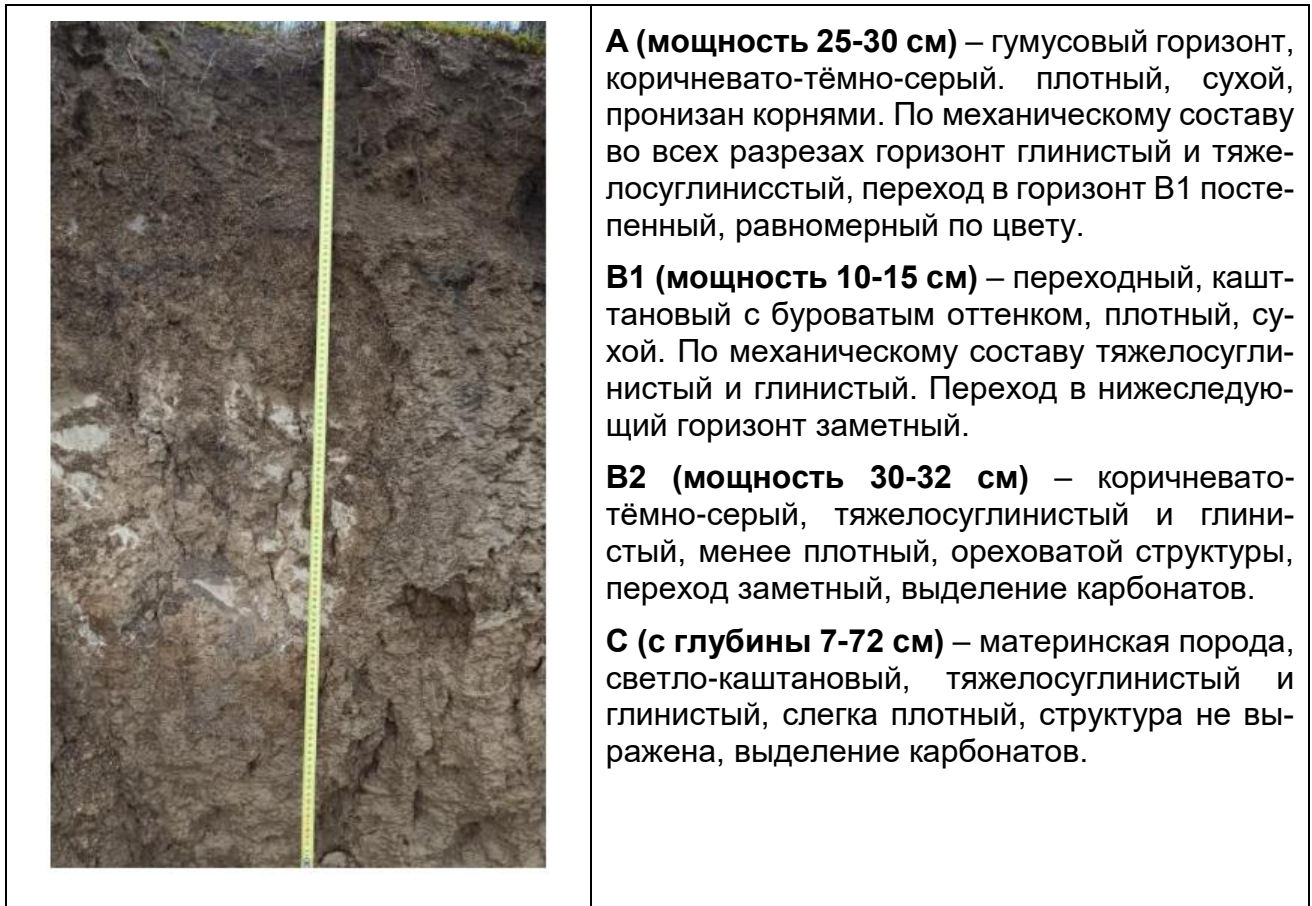 А (мощность 25-30 см) – гумусовый горизонт,
коричневато-тёмно-серый. плотный, сухой,
пронизан корнями. По механическому составу
во всех разрезах горизонт глинистый и тяже-
лосуглинисстый, переход в горизонт В1 посте-
пенный, равномерный по цвету.
В1 (мощность 10-15 см) – переходный, кашт-
тановый с буроватым оттенком, плотный, су-
хой. По механическому составу тяжелосугли-
нистый и глинистый. Переход в нижеследую-
щий горизонт заметный.
В2 (мощность 30-32 см) – коричневато-
тёмно-серый, тяжелосуглинистый и глини-
стый, менее плотный, ореховатой структуры,
переход заметный, выделение карбонатов.
С (с глубины 7-72 см) – материнская порода,
светло-каштановый, тяжелосуглинистый и
глинистый, слегка плотный, структура не вы-
ражена, выделение карбонатов.